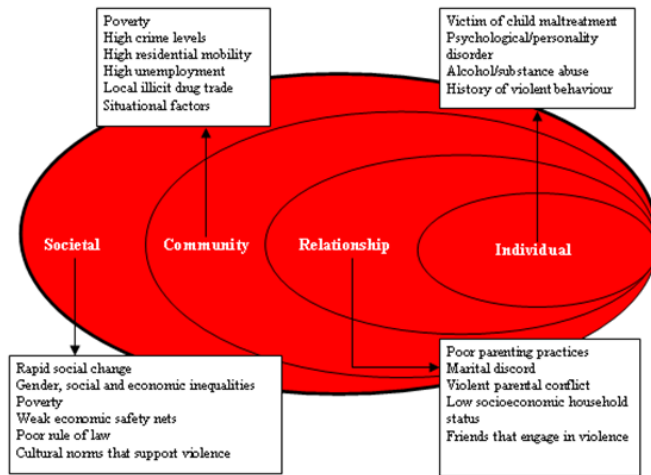 Poverty
High crime levels
High residential mobility
High unemployment
Local illicit drug trade
Situational factors
Victim of child maltreatment
Psychological/personality
disorder
Alcohol/substance abuse
History of violent behaviour
Societal
Community
Relationship
Individual
Rapid social change
Gender, social and economic inequalities
Poverty
Weak economic safety nets
Poor rule of law
Cultural norms that support violence
Poor parenting practices
Marital discord
Violent parental conflict
Low socioeconomic household
status
Friends that engage in violence